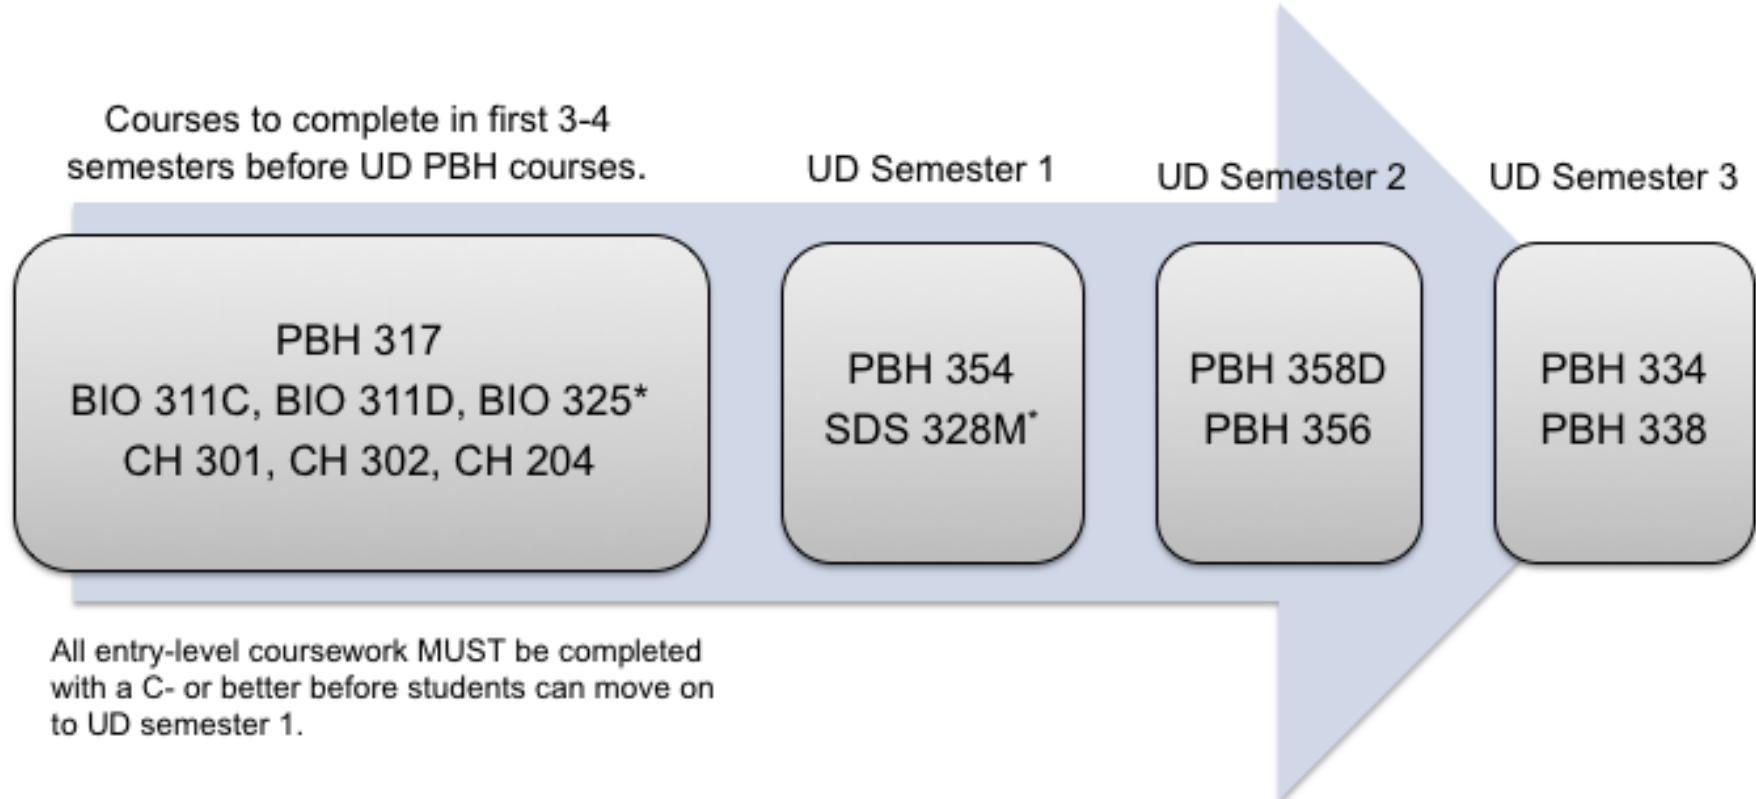 Courses to complete in first 3-4
semesters before UD PBH courses.
UD Semester 1
UD Semester 2
UD Semester 3
PBH 317
BIO 311C, BIO 311D, BIO 325*
CH 301, CH 302, CH 204
PBH 354
SDS 328M*
PBH 358D
PBH 356
PBH 334
PBH 338
All entry-level coursework MUST be completed
with a C- or better before students can move on
to UD semester 1.